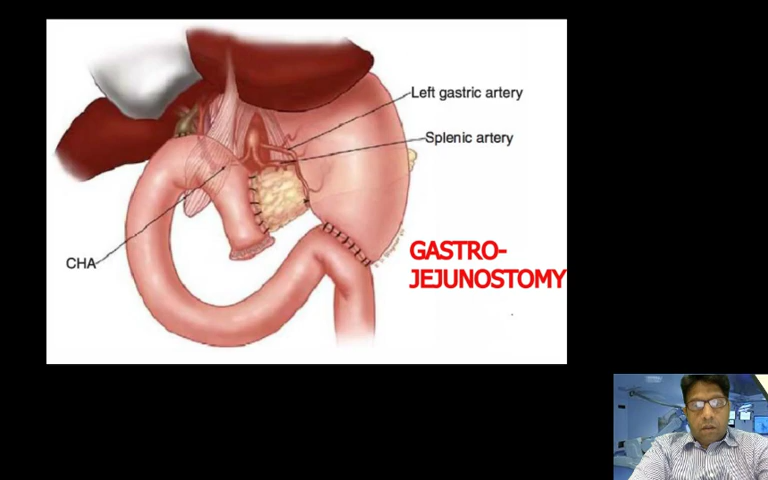 Left gastric artery
Splenic artery
CHA
GASTRO-
JEJUNOSTOMY